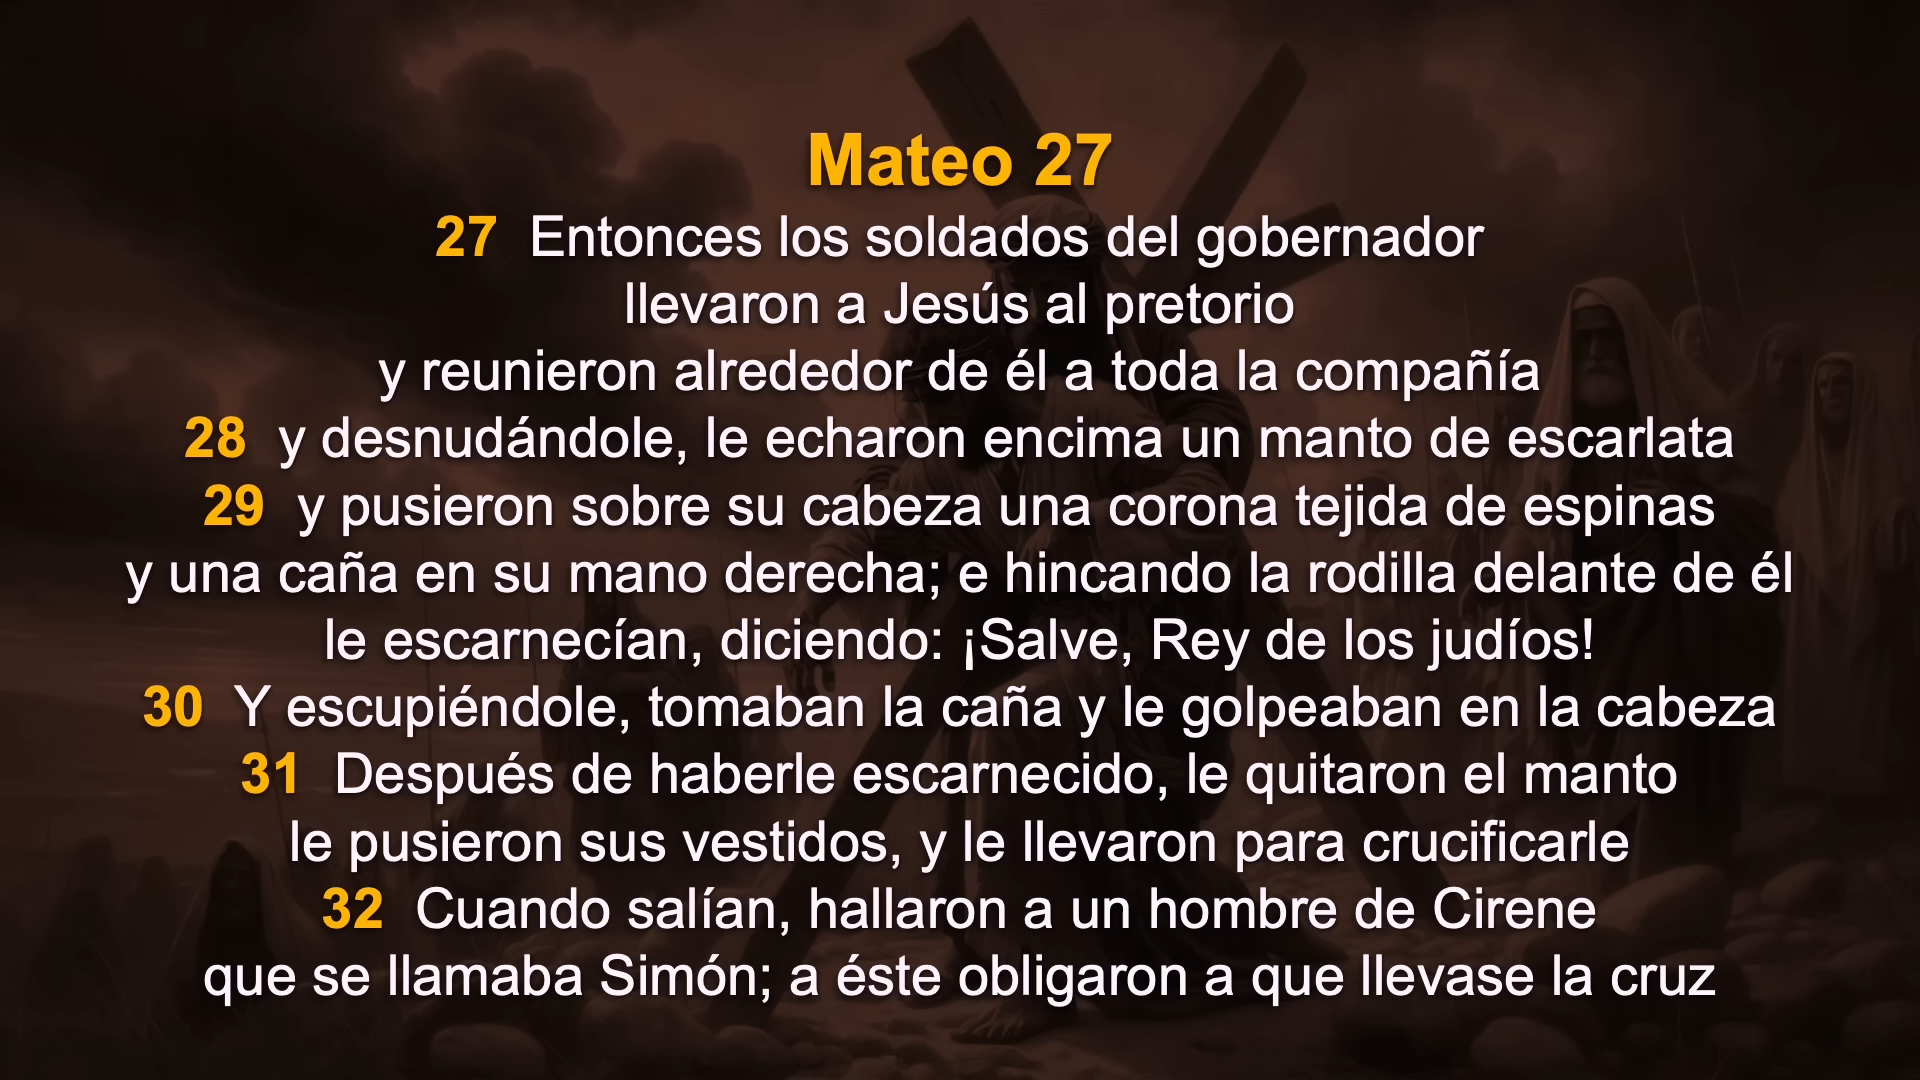 Mateo 27
27 Entonces los soldados del gobernador
llevaron a Jesús al pretorio
y reunieron alrededor de él a toda la compañía
28 y desnudándole, le echaron encima un manto de escarlata
29 y pusieron sobre su cabeza una corona tejida de espinas
y una caña en su mano derecha; e hincando la rodilla delante de él
le escarnecían, diciendo: ¡Salve, Rey de los judíos!
30 Y escupiéndole, tomaban la caña y le golpeaban en la cabeza
31 Después de haberle escarnecido, le quitaron el manto
le pusieron sus vestidos, y le llevaron para crucificarle
32 Cuando salían, hallaron a un hombre de Cirene
que se llamaba Simón; a éste obligaron a que llevase la cruz